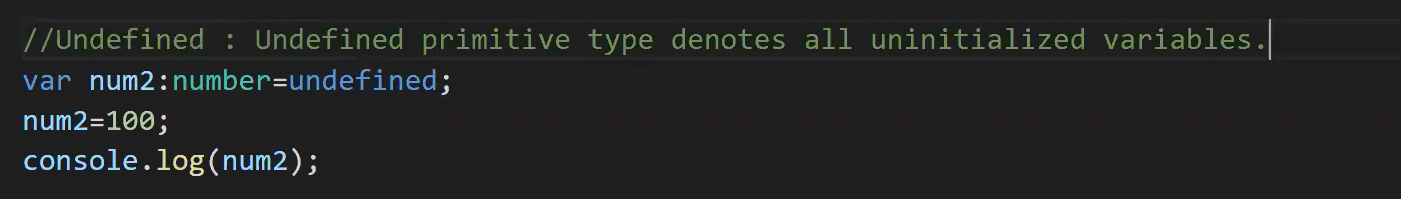 //Undefined : Undefined primitive type denotes all uninitialized variables.
var num2:number=undefined;
num2=100;
console.log(num2);